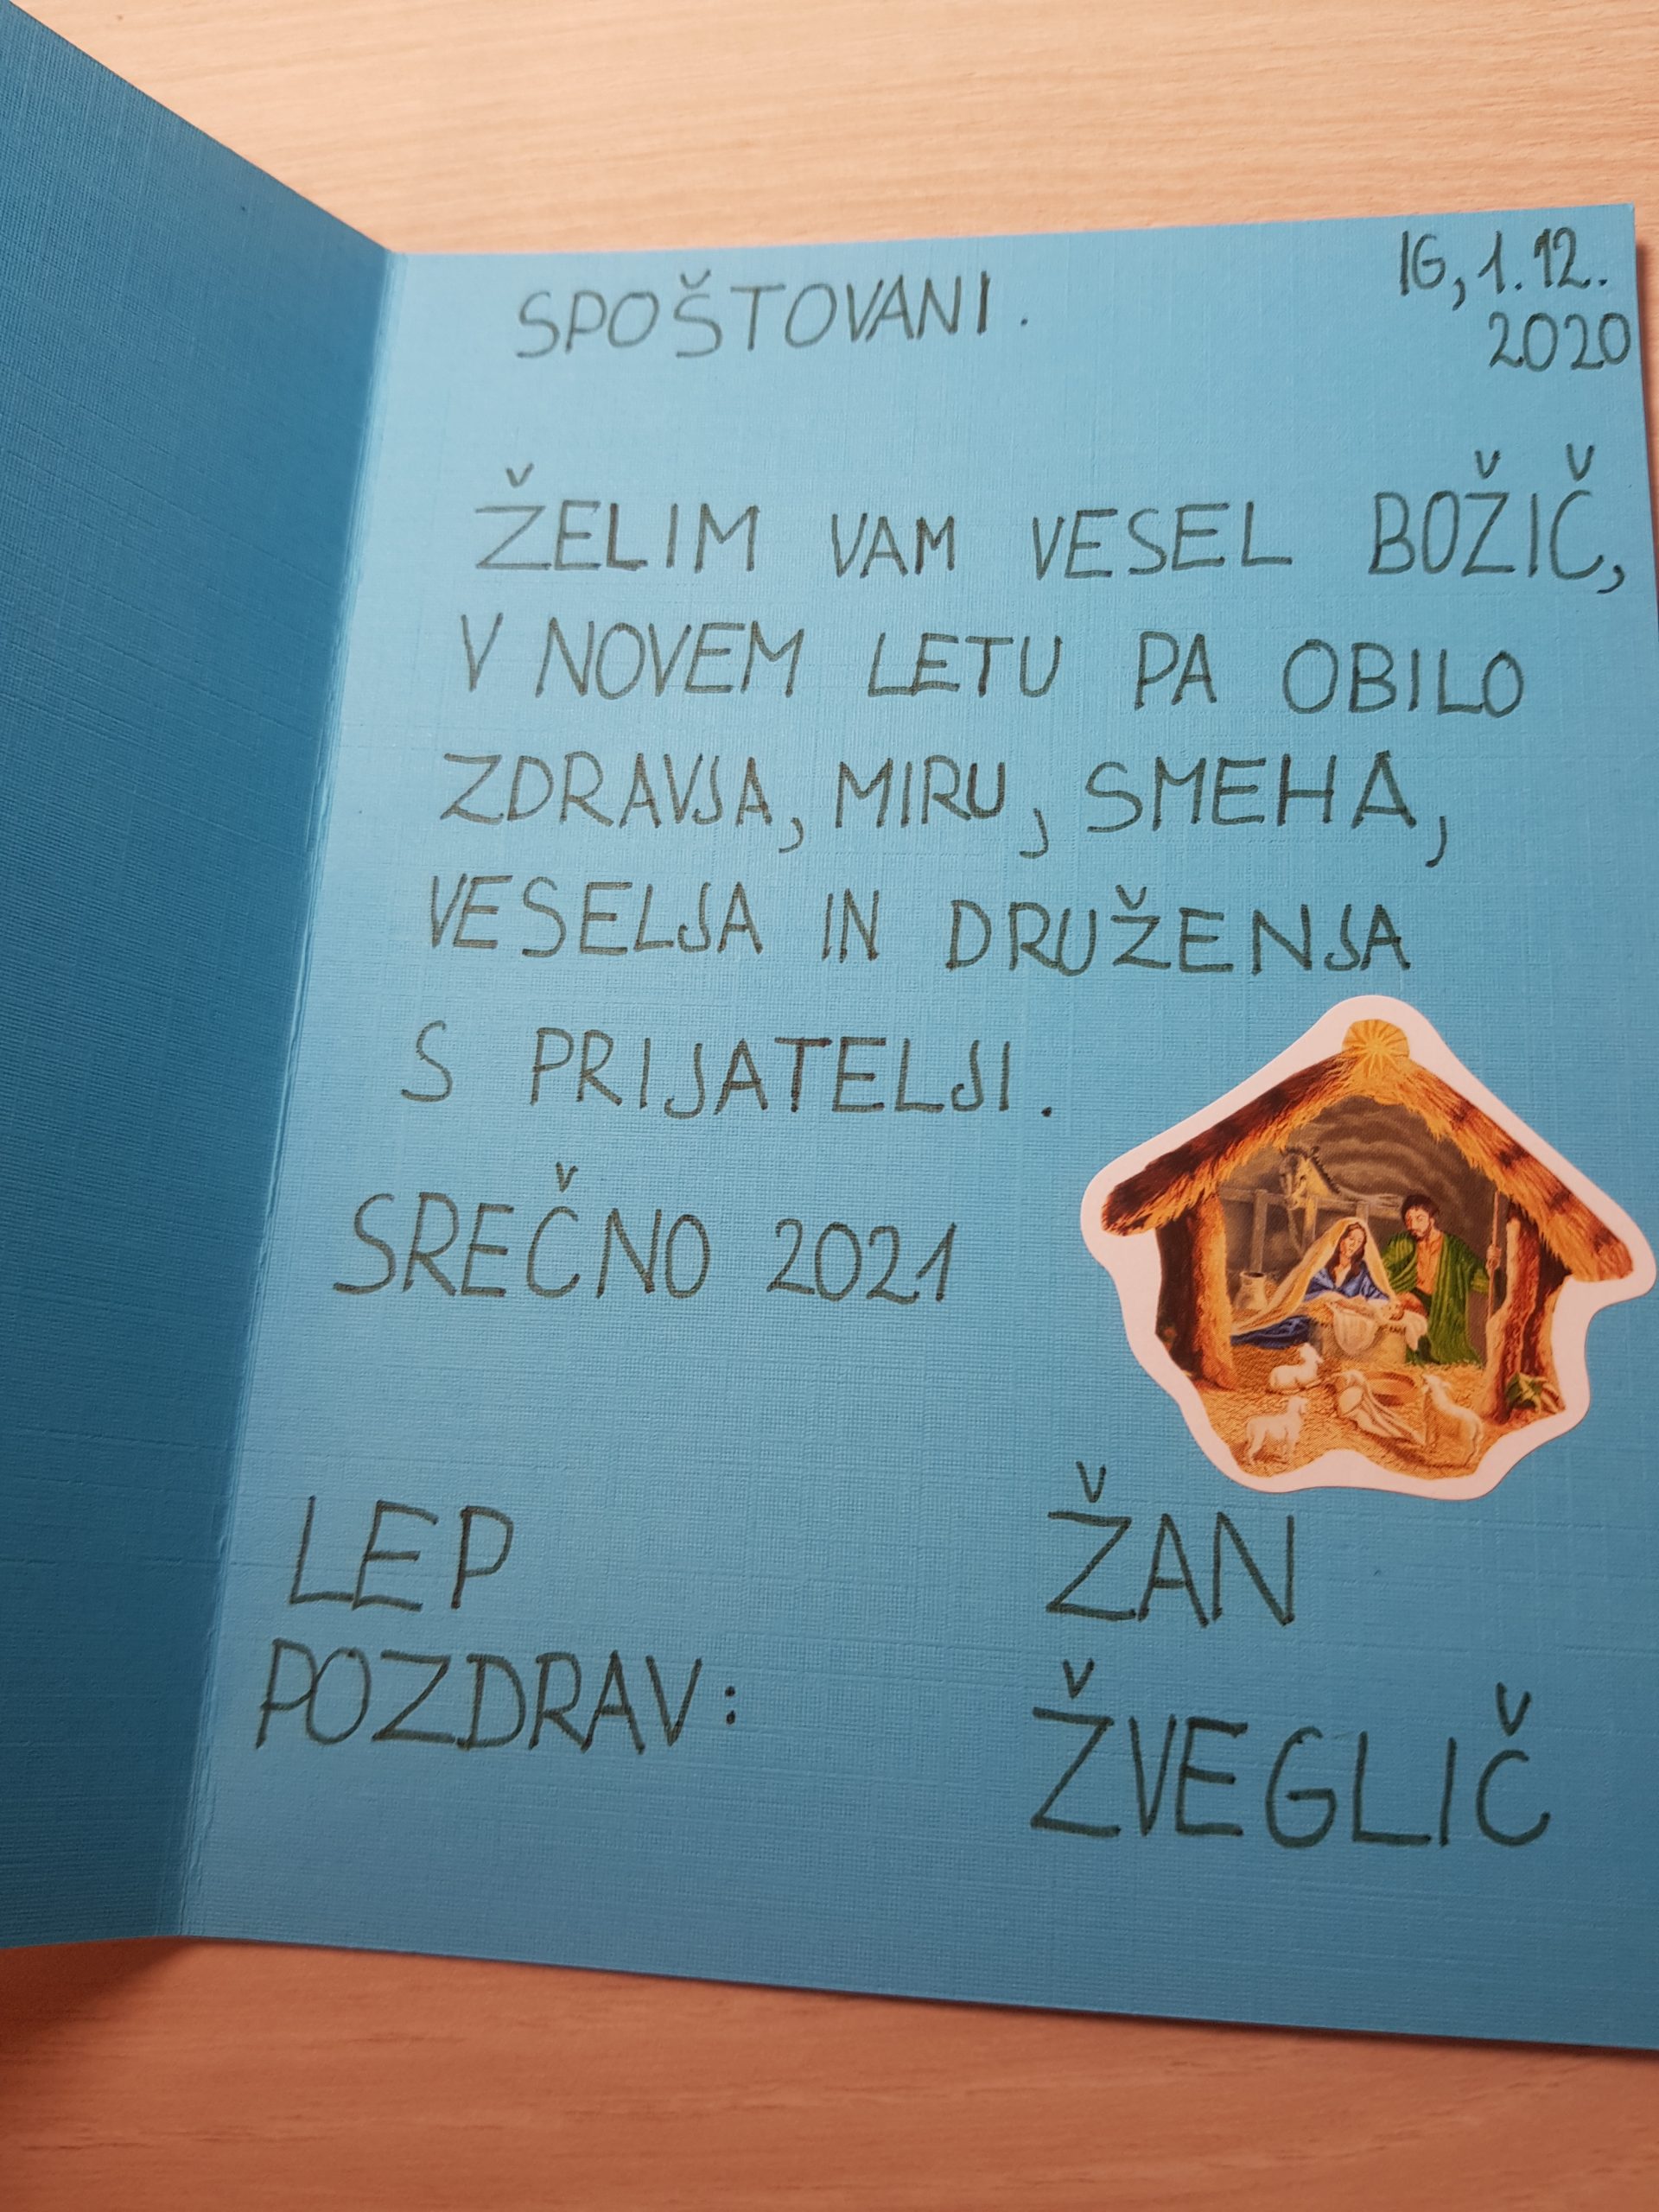 IG, 1.12.
2020
SPOŠTOVANI.
ŽELIM VAM VESEL BOŽIČ,
V NOVEM LETU PA OBILO
ZDRAVJA, MIRU, SMEHA,
VESELJA IN DRUŽENJA
S PRIJATELJI.
SREČNO 2021
LEP
POZDRAV:
ŽAN
ŽVEGLIČ